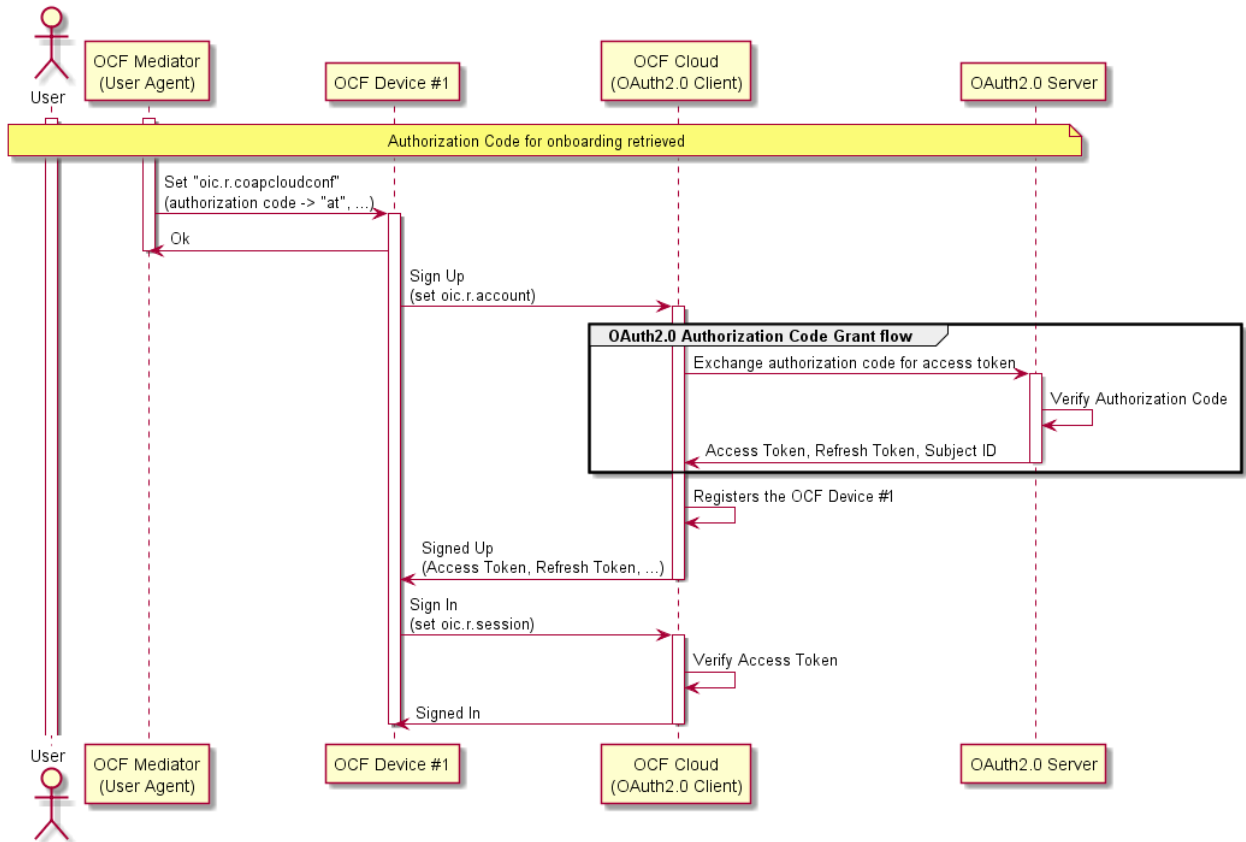 User
OCF Mediator
(User Agent)
OCF Device #1
OCF Cloud
(OAuth2.0 Client)
OAuth2.0 Server
Authorization Code for onboarding retrieved
Set "oic.r.coapcloudconf"
(authorization code -> "at", ...)
Ok
Sign Up
(set oic.r.account)
OAuth2.0 Authorization Code Grant flow
Exchange authorization code for access token
Verify Authorization Code
Access Token, Refresh Token, Subject ID
Registers the OCF Device #1
Signed Up
(Access Token, Refresh Token, ...)
Sign In
(set oic.r.session)
Verify Access Token
Signed In
User
OCF Mediator
(User Agent)
OCF Device #1
OCF Cloud
(OAuth2.0 Client)
OAuth2.0 Server